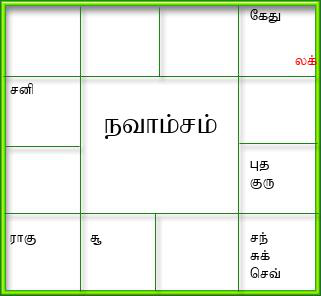 கேது
லக்
சனி
நவாம்சம்
புத
குரு
ராகு
சூ
சந்
சுக்
செவ்